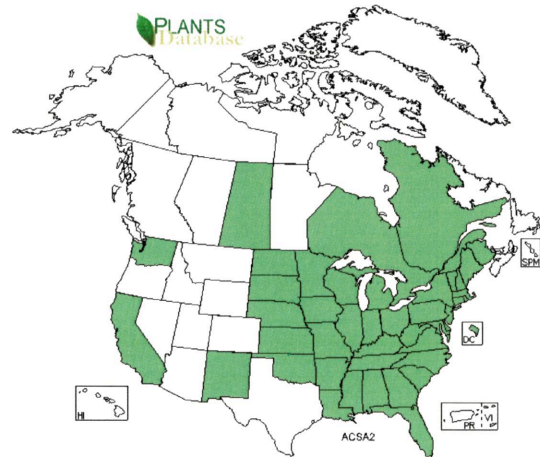 PLANTS
Database
SPM
DC
HI
PR
VI
ACSA2